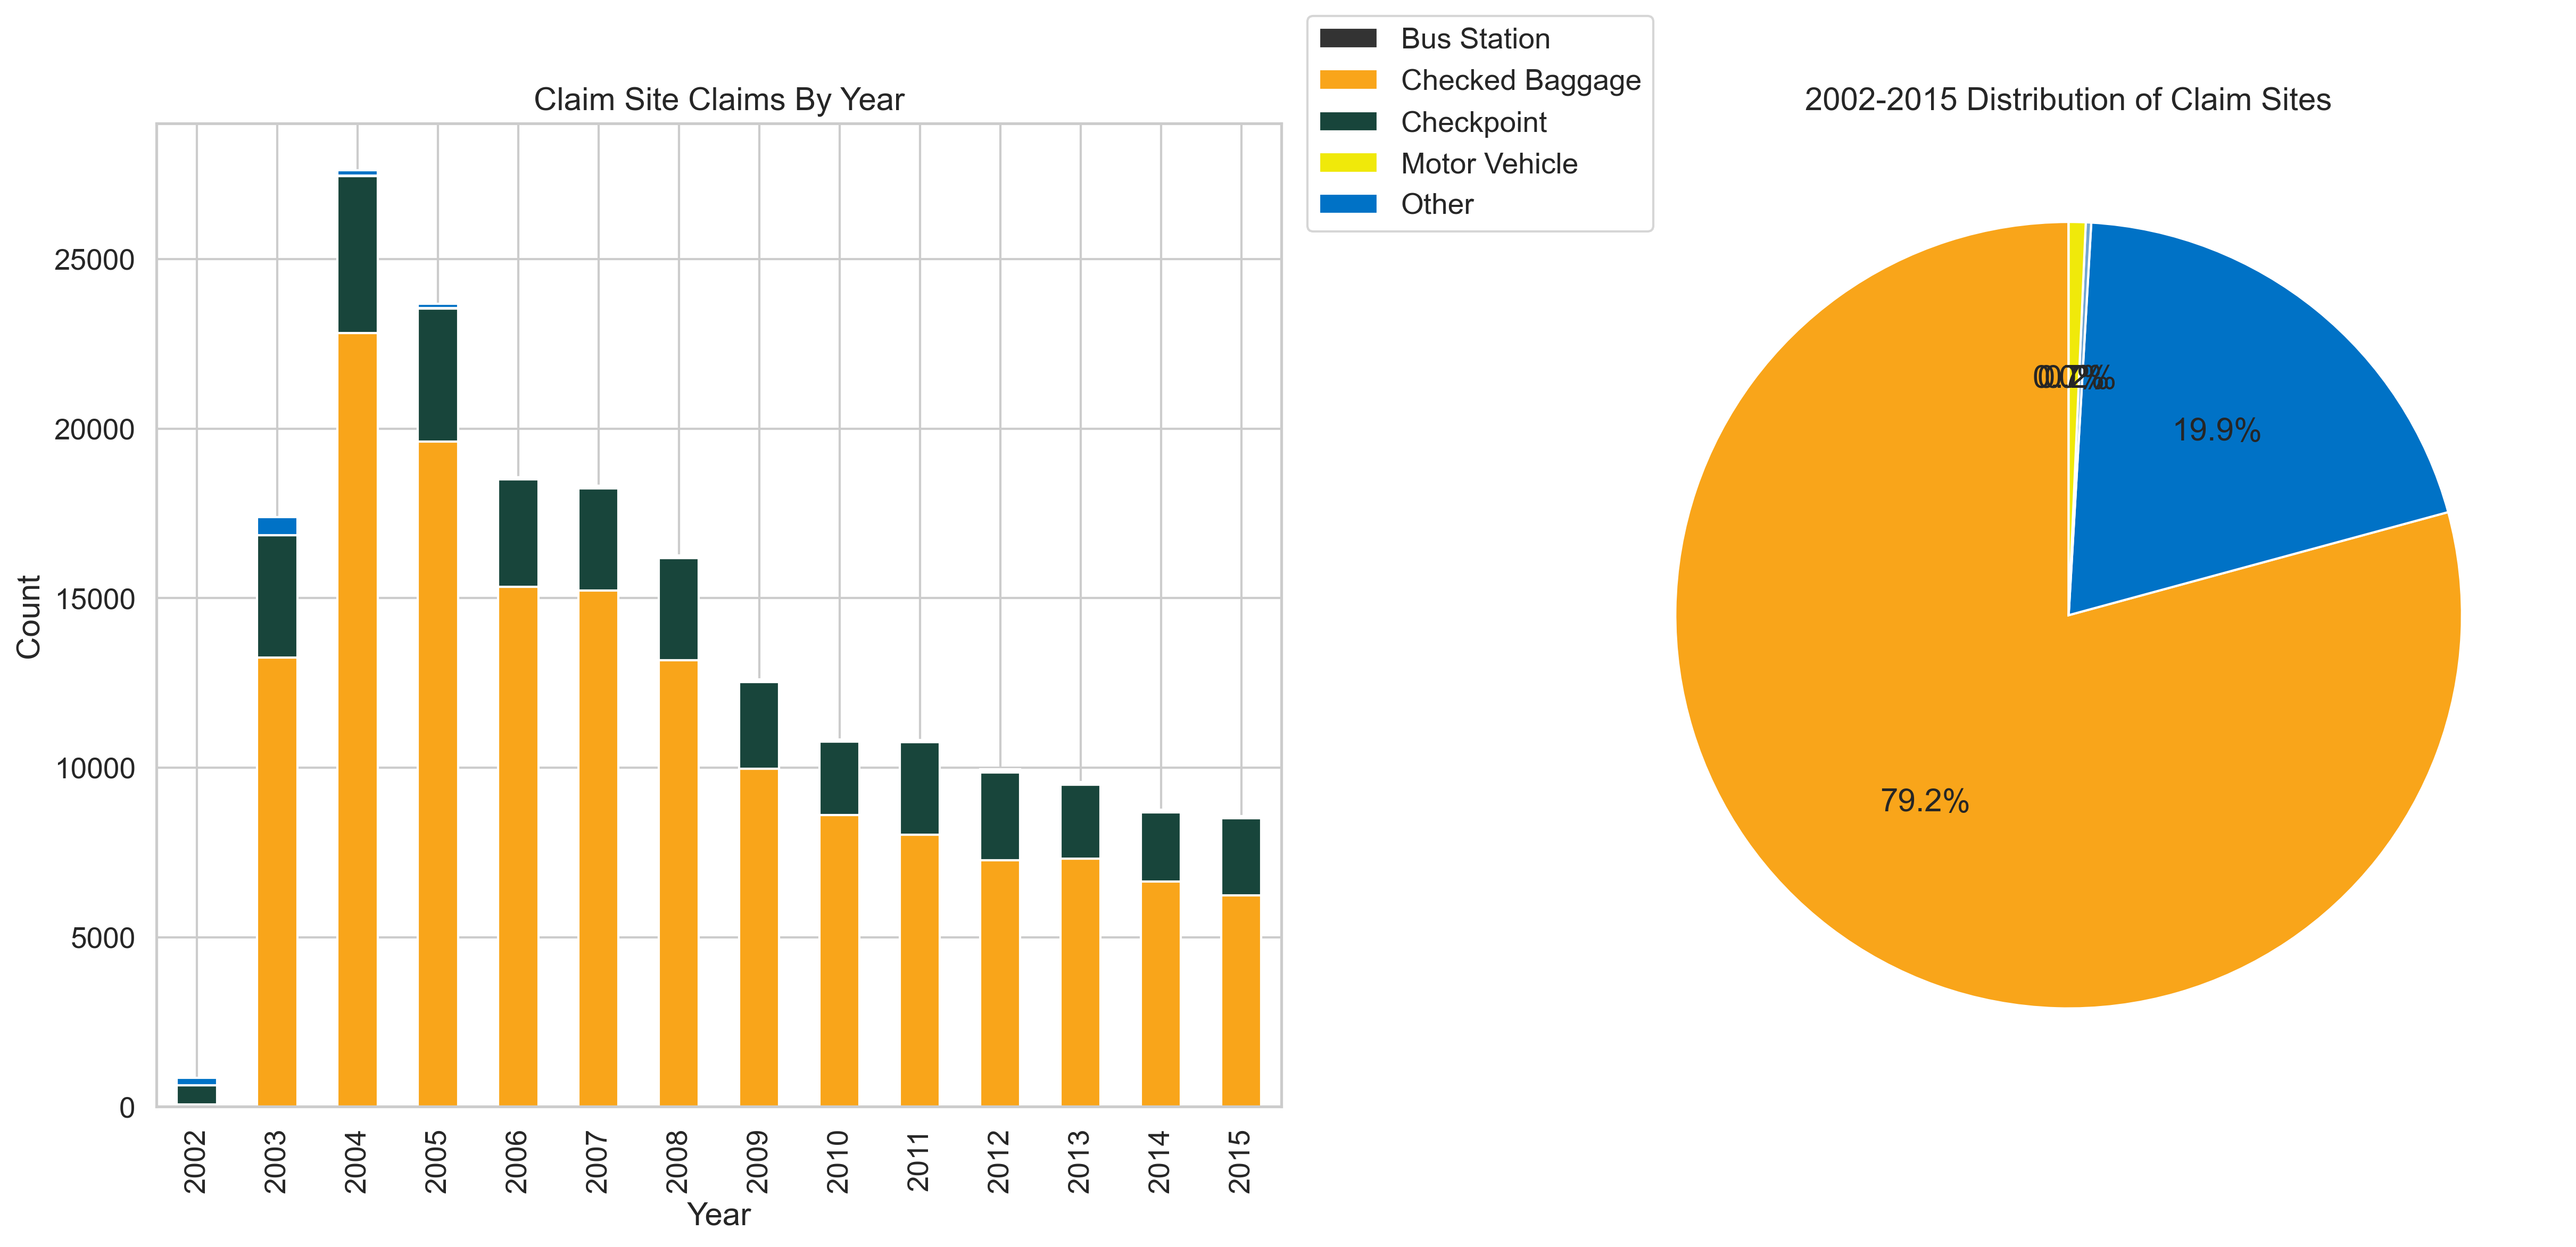 Claim Site Claims By Year
Count
25000
20000
15000
10000
5000
0
2002
2003
2004
2005
2006
2007
2008
2009
2010
2011
2012
2013
2014
2015
Year
Bus Station
Checked Baggage
Checkpoint
Motor Vehicle
Other
2002-2015 Distribution of Claim Sites
19.9%
79.2%